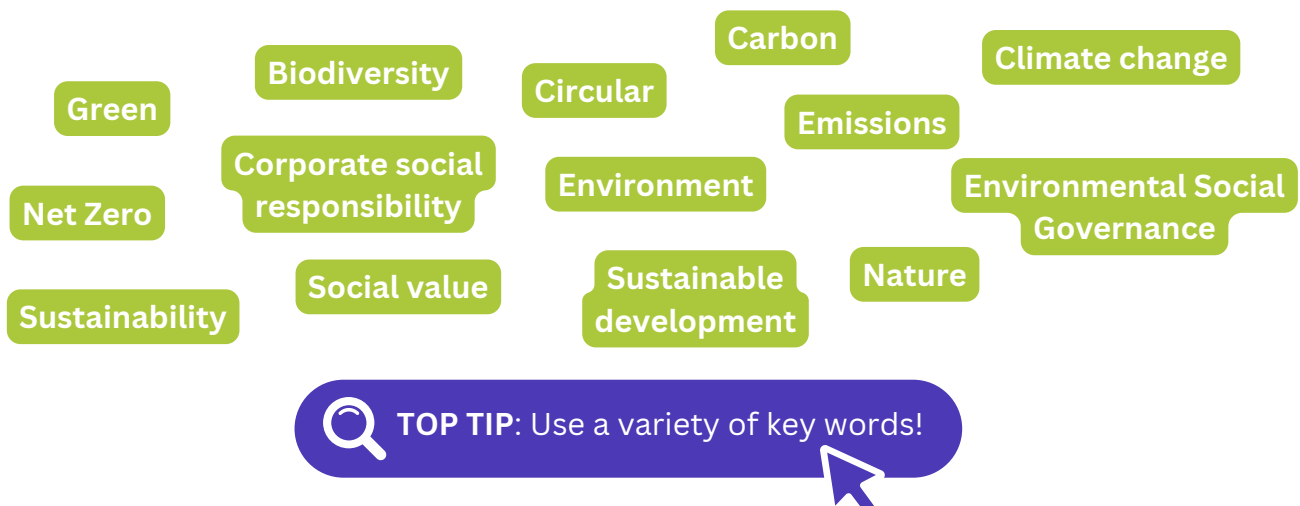 Carbon
Climate change
Biodiversity
Circular
Green
Emissions
Corporate social
responsibility
Environment
Environmental Social
Governance
Net Zero
Nature
Social value
Sustainable
development
Sustainability
TOP TIP: Use a variety of key words!